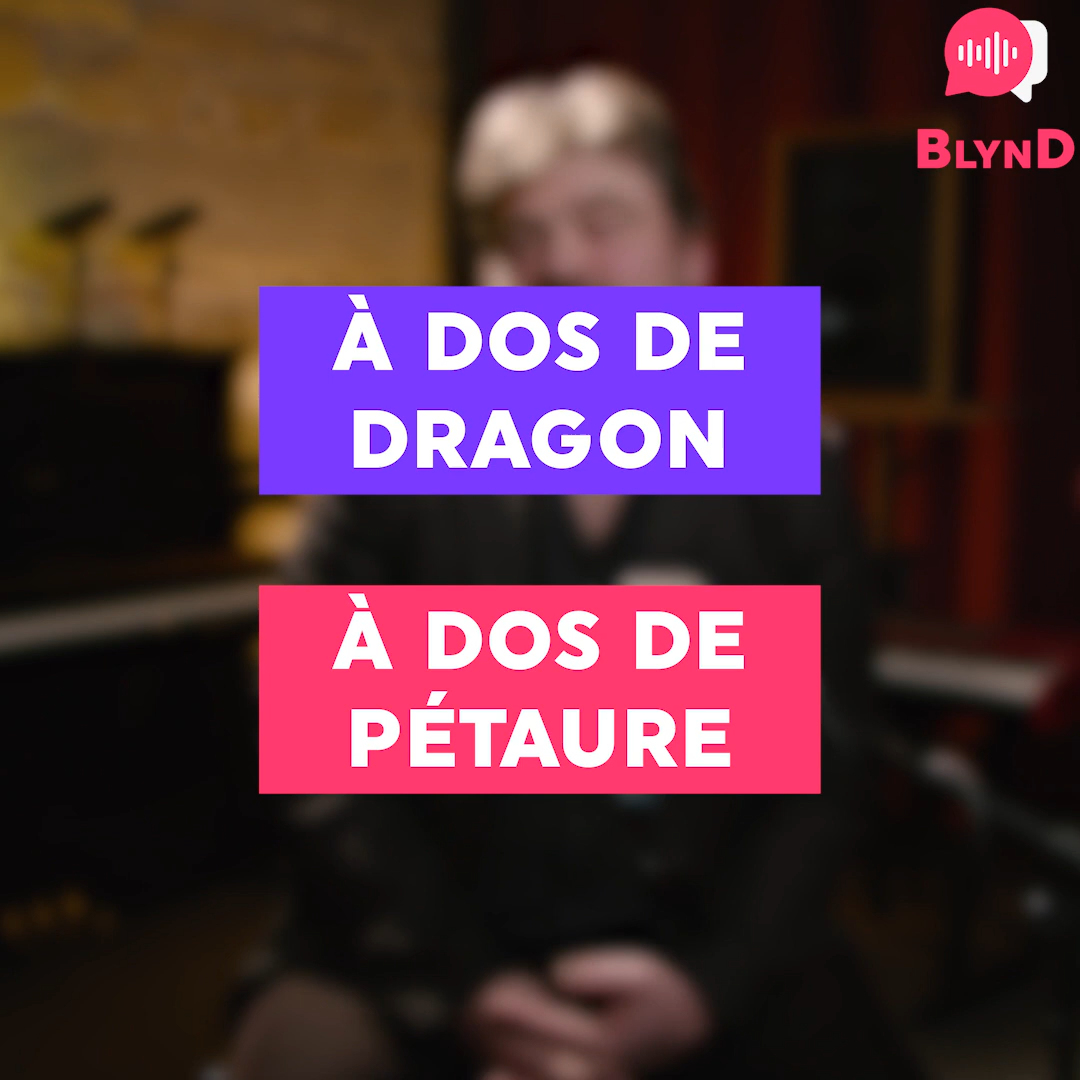 BLYND
À DOS DE
DRAGON
À DOS DE
PÉTAURE